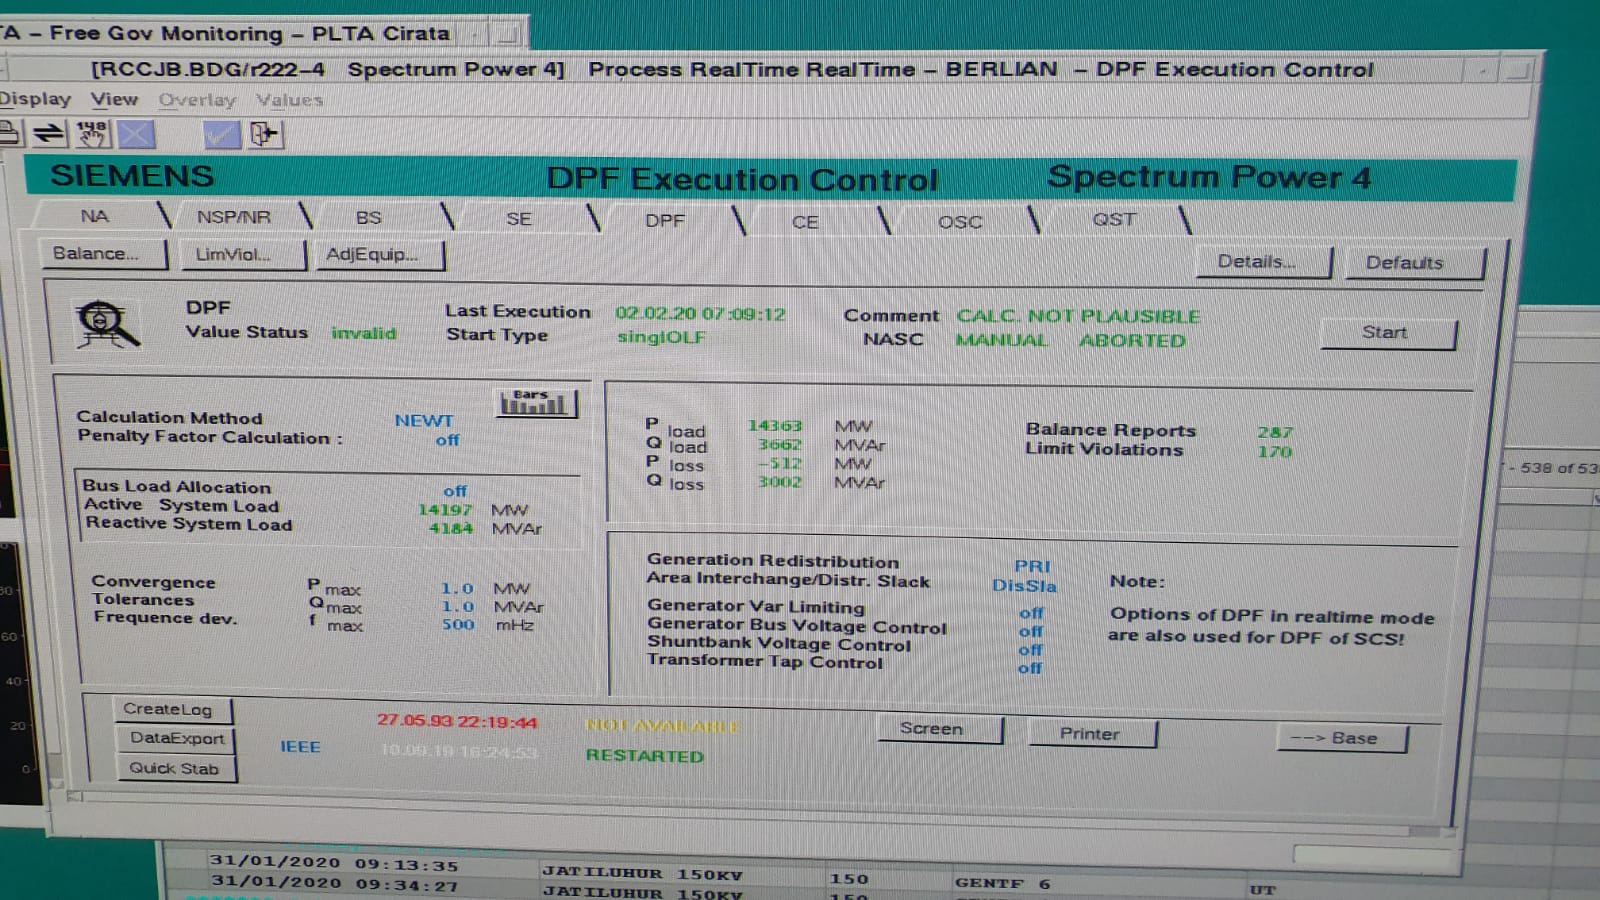 TA - Free Gov Monitoring - PLTA Cirata
[RCCJB.BDG/r222-4 Spectrum Power 4] Process RealTime RealTime - BERLIAN - DPF Execution Control
Display View Overlay Values
148
SIEMENS DPF Execution Control Spectrum Power 4
NA NSP/NR BS SE DPF CE OSC QST
Balance... LimViol... AdjEquip... Details... Defaults
DPF Last Execution 02.02.20 07:09:12 Comment CALC. NOT PLAUSIBLE
Value Status invalid Start Type singlOLF NASC MANUAL ABORTED Start
Bars
Calculation Method NEWT
Penalty Factor Calculation : off
Bus Load Allocation off
Active System Load 14197 MW
Reactive System Load 4184 MVAr
Convergence P max 1.0 MW
Tolerances Q max 1.0 MVAr
Frequence dev. f max 500 mHz
P load 14363 MW Balance Reports 287
Q load 3662 MVAr Limit Violations 170
P loss -512 MW
Q loss 3002 MVAr
Generation Redistribution PRI
Area Interchange/Distr. Slack DisSla
Generator Var Limiting off
Generator Bus Voltage Control off
Shuntbank Voltage Control off
Transformer Tap Control off
Note:
Options of DPF in realtime mode
are also used for DPF of SCS!
CreateLog 27.05.93 22:19:44 NOT AVAILABLE Screen Printer --> Base
DataExport IEEE 10.09.19 16:24:53 RESTARTED
Quick Stab
- 538 of 53
80
60
40
20
0
31/01/2020 09:13:35 JATILUHUR 150KV 150 GENTF 6 UT
31/01/2020 09:34:27 JATILUHUR 150KV 150